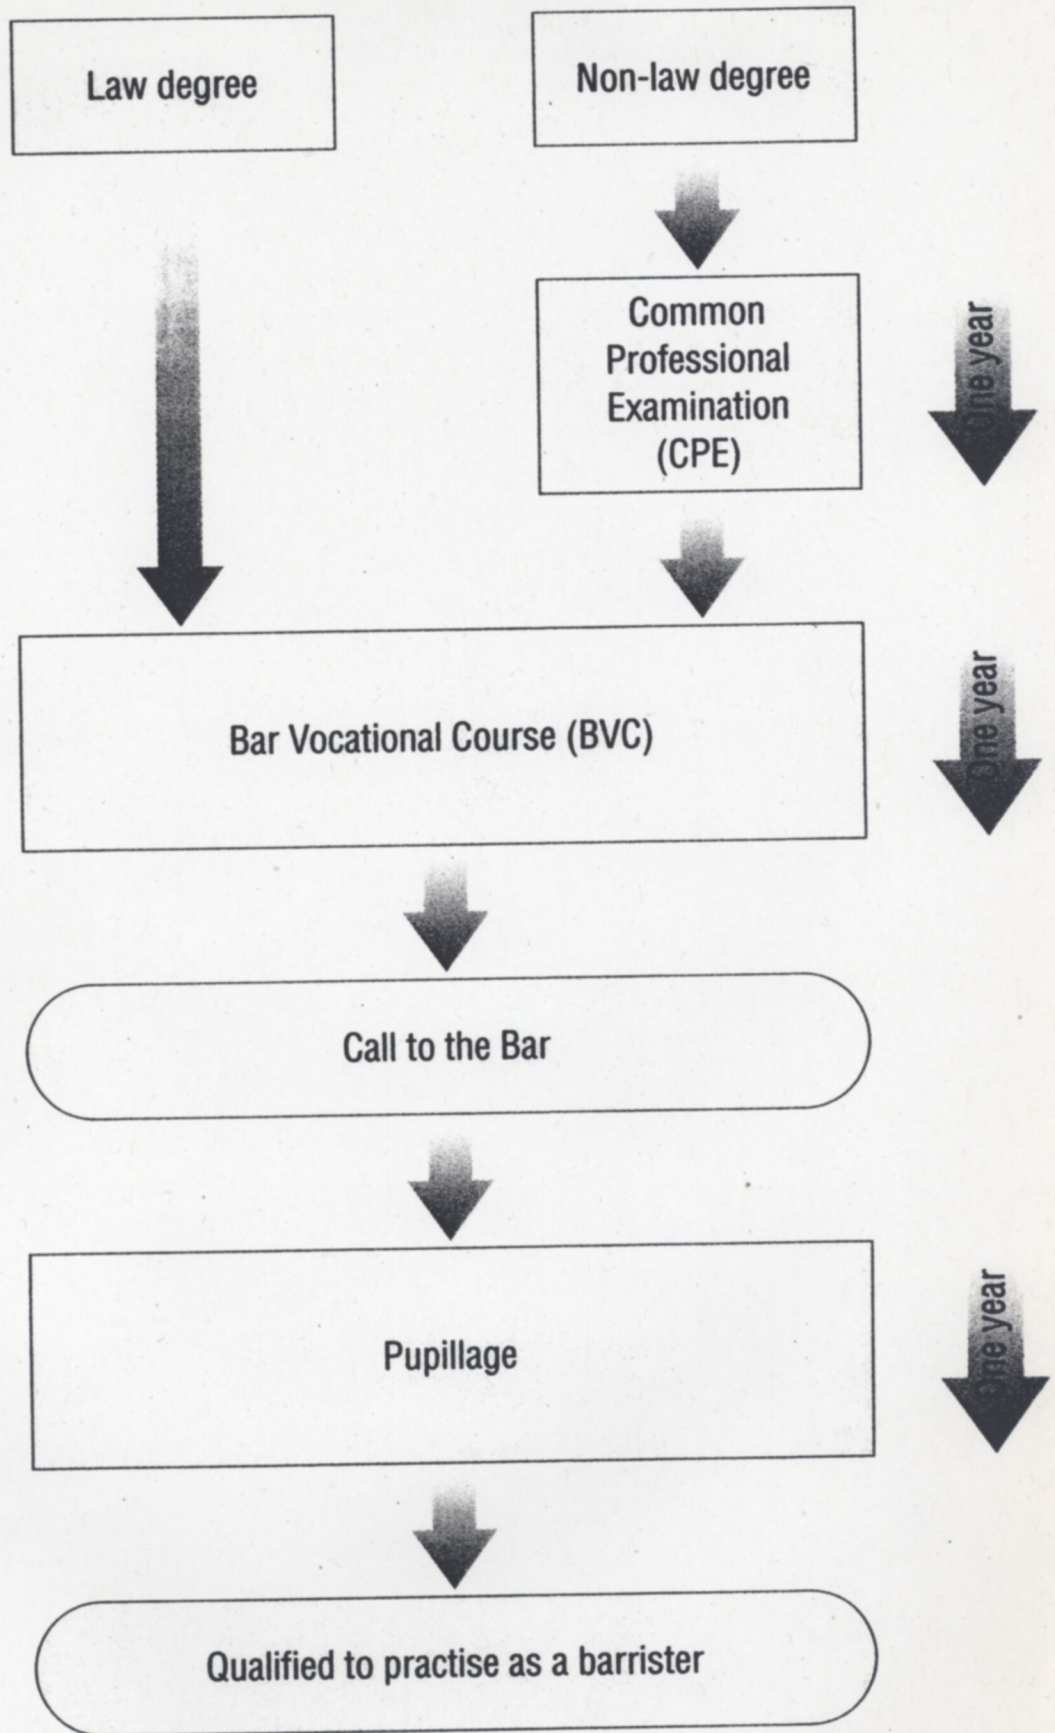 Law degree
Non-law degree
Common
Professional
Examination
(CPE)
One year
Bar Vocational Course (BVC)
One year
Call to the Bar
Pupillage
One year
Qualified to practise as a barrister